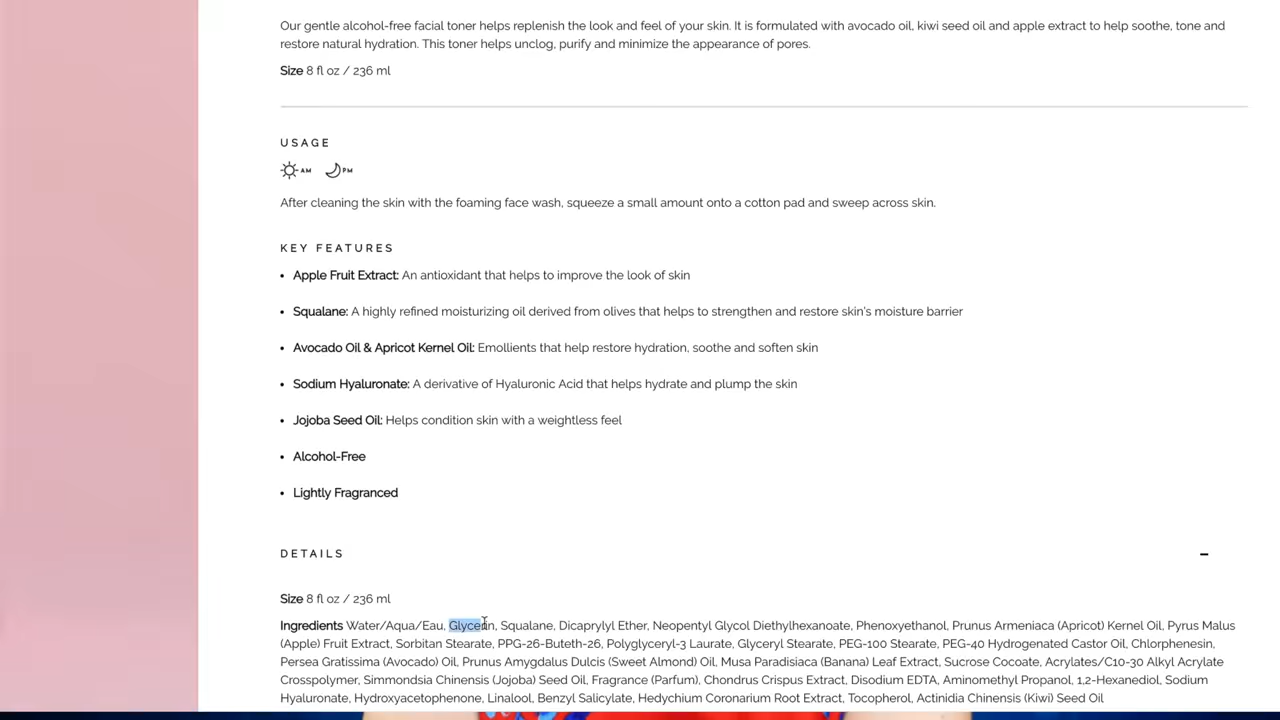 Our gentle alcohol-free facial toner helps replenish the look and feel of your skin. It is formulated with avocado oil, kiwi seed oil and apple extract to help soothe, tone and
restore natural hydration. This toner helps unclog, purify and minimize the appearance of pores.
Size 8 fl oz / 236 ml
USAGE
AM PM
After cleaning the skin with the foaming face wash, squeeze a small amount onto a cotton pad and sweep across skin.
KEY FEATURES
• Apple Fruit Extract: An antioxidant that helps to improve the look of skin
• Squalane: A highly refined moisturizing oil derived from olives that helps to strengthen and restore skin's moisture barrier
• Avocado Oil & Apricot Kernel Oil: Emollients that help restore hydration, soothe and soften skin
• Sodium Hyaluronate: A derivative of Hyaluronic Acid that helps hydrate and plump the skin
• Jojoba Seed Oil: Helps condition skin with a weightless feel
• Alcohol-Free
• Lightly Fragranced
DETAILS
Size 8 fl oz / 236 ml
Ingredients Water/Aqua/Eau, Glycerin, Squalane, Dicaprylyl Ether, Neopentyl Glycol Diethylhexanoate, Phenoxyethanol, Prunus Armeniaca (Apricot) Kernel Oil, Pyrus Malus
(Apple) Fruit Extract, Sorbitan Stearate, PPG-26-Buteth-26, Polyglyceryl-3 Laurate, Glyceryl Stearate, PEG-100 Stearate, PEG-40 Hydrogenated Castor Oil, Chlorphenesin,
Persea Gratissima (Avocado) Oil, Prunus Amygdalus Dulcis (Sweet Almond) Oil, Musa Paradisiaca (Banana) Leaf Extract, Sucrose Cocoate, Acrylates/C10-30 Alkyl Acrylate
Crosspolymer, Simmondsia Chinensis (Jojoba) Seed Oil, Fragrance (Parfum), Chondrus Crispus Extract, Disodium EDTA, Aminomethyl Propanol, 1,2-Hexanediol, Sodium
Hyaluronate, Hydroxyacetophenone, Linalool, Benzyl Salicylate, Hedychium Coronarium Root Extract, Tocopherol, Actinidia Chinensis (Kiwi) Seed Oil